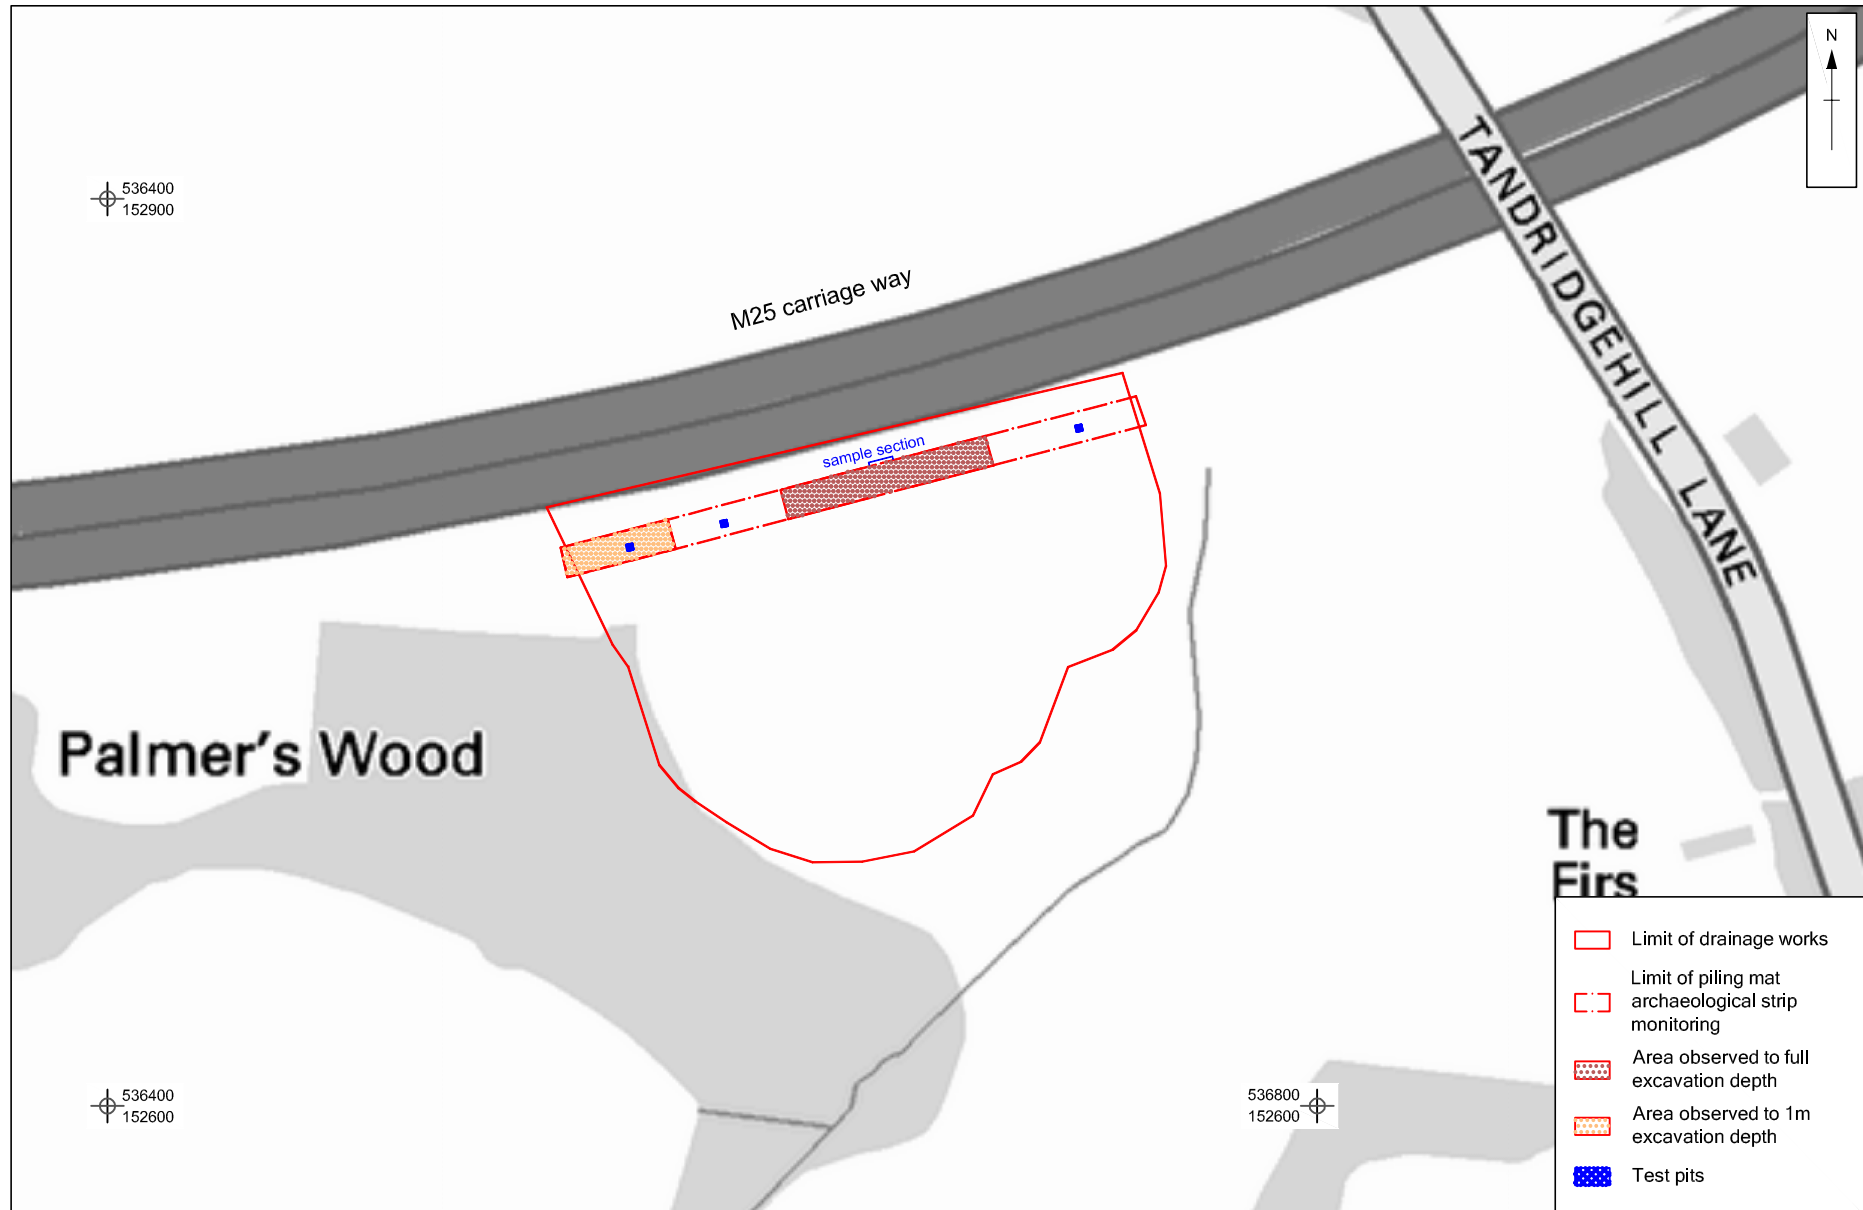 N
TANDRIDGEHILL LANE
536400
152900
M25 carriage way
sample section
Palmer's Wood
The
Firs
536400
152600
536800
152600
Limit of drainage works
Limit of piling mat
archaeological strip
monitoring
Area observed to full
excavation depth
Area observed to 1m
excavation depth
Test pits